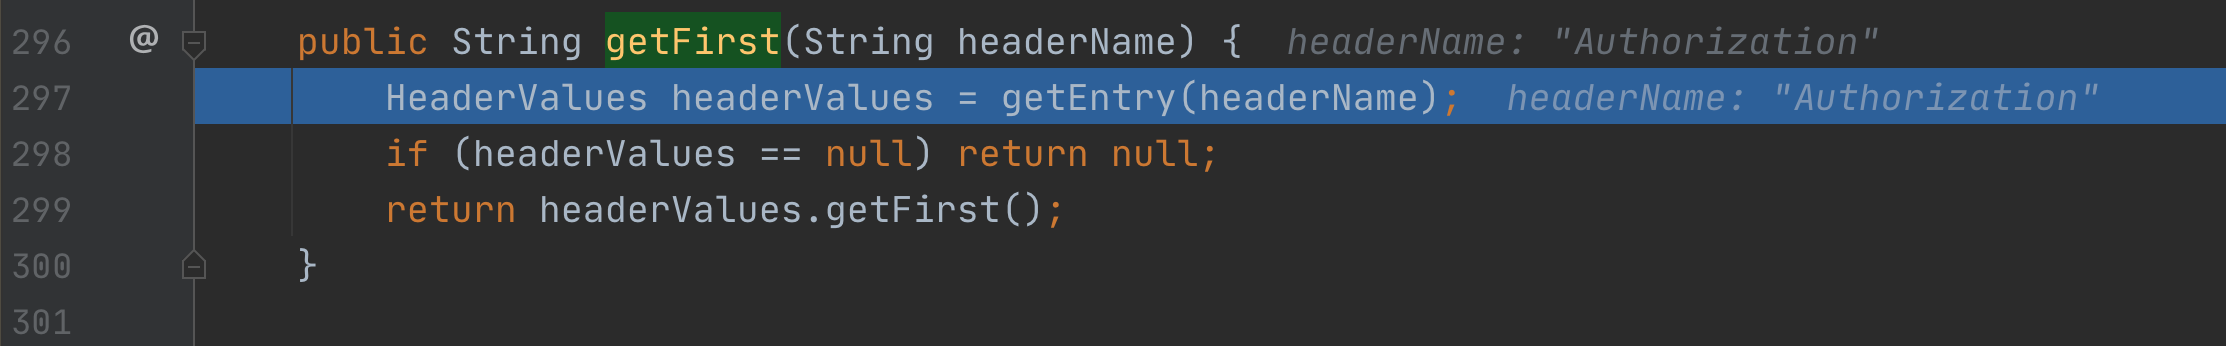 296 @ public String getFirst(String headerName) { headerName: "Authorization"
297 HeaderValues headerValues = getEntry(headerName); headerName: "Authorization"
298 if (headerValues == null) return null;
299 return headerValues.getFirst();
300 }
301